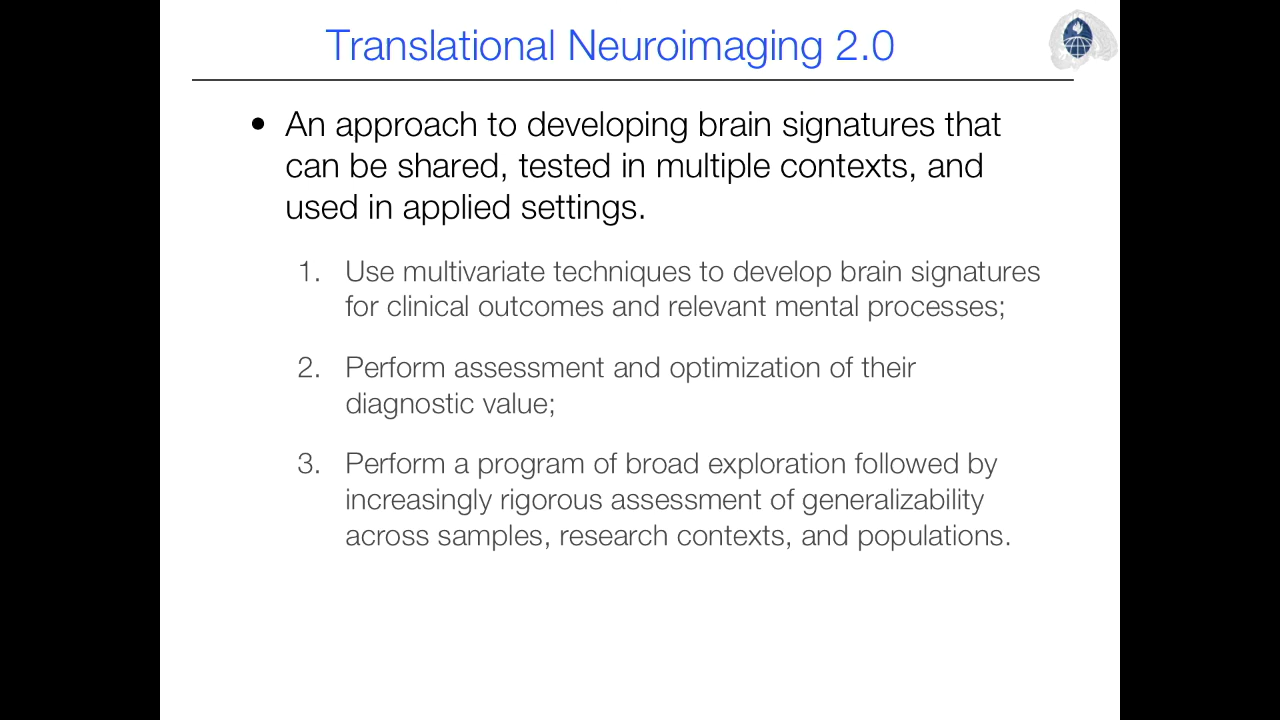 Translational Neuroimaging 2.0
• An approach to developing brain signatures that
can be shared, tested in multiple contexts, and
used in applied settings.
1. Use multivariate techniques to develop brain signatures
for clinical outcomes and relevant mental processes;
2. Perform assessment and optimization of their
diagnostic value;
3. Perform a program of broad exploration followed by
increasingly rigorous assessment of generalizability
across samples, research contexts, and populations.